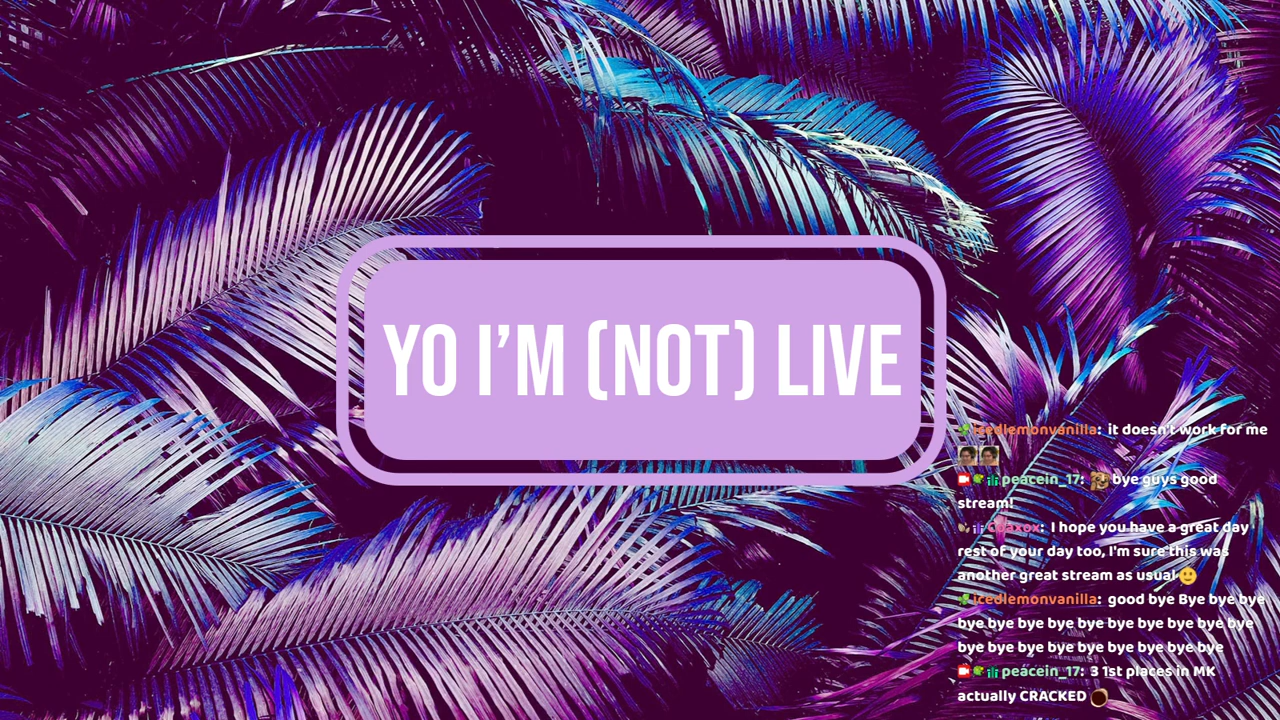 YO I’M (NOT) LIVE
icedlemonvanilla: it doesn't work for me
peacein_17: bye guys good
stream!
: I hope you have a great day
rest of your day too, I'm sure this was
another great stream as usual
icedlemonvanilla: good bye Bye bye bye
bye bye bye bye bye bye bye bye bye bye
bye bye bye bye bye bye bye bye bye
peacein_17: 3 1st places in MK
actually CRACKED